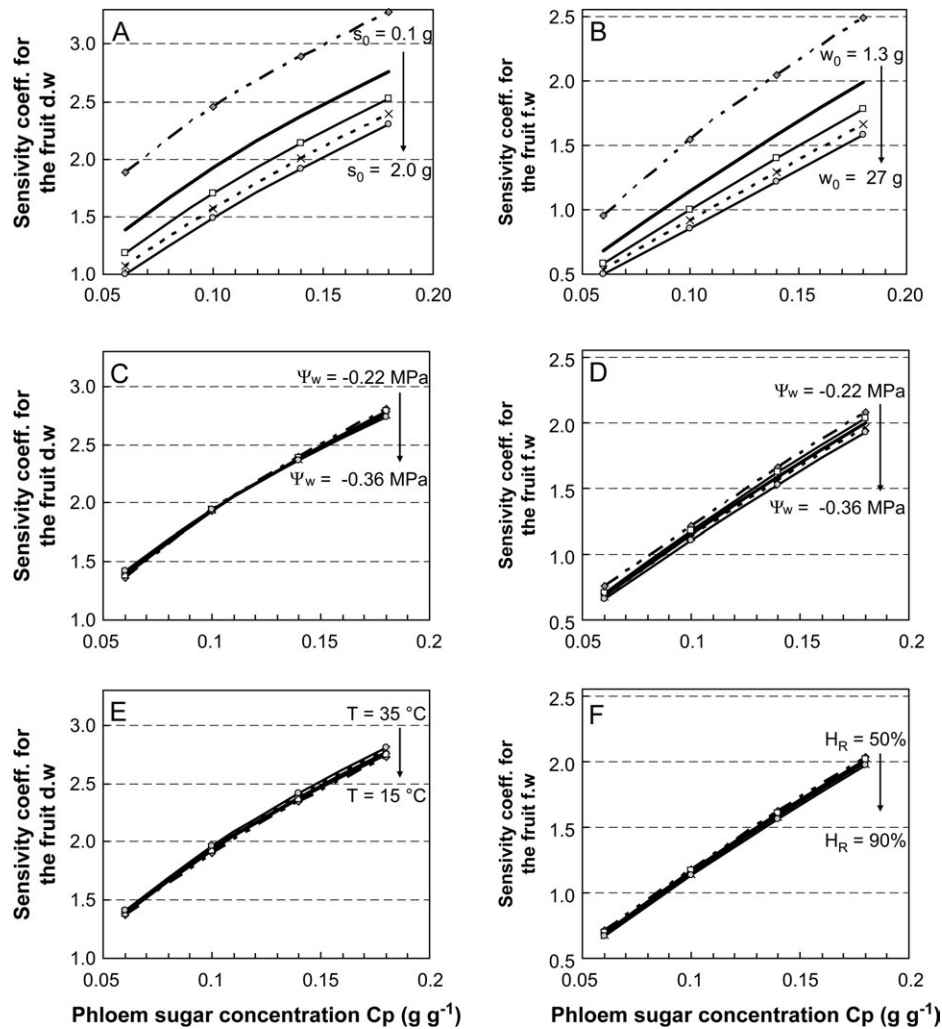 A
s₀ = 0.1 g
s₀ = 2.0 g
Sensivity coeff. for
the fruit d.w
3.0
2.5
2.0
1.5
1.0
0.05 0.10 0.15 0.20
B
w₀ = 1.3 g
w₀ = 27 g
Sensivity coeff. for
the fruit f.w
2.5
2.0
1.5
1.0
0.5
0.05 0.10 0.15 0.20
C
Ψw = -0.22 MPa
Ψw = -0.36 MPa
Sensivity coeff. for
the fruit d.w
3.0
2.5
2.0
1.5
1.0
0.05 0.1 0.15 0.2
D
Ψw = -0.22 MPa
Ψw = -0.36 MPa
Sensivity coeff. for
the fruit f.w
2.5
2.0
1.5
1.0
0.5
0.05 0.1 0.15 0.2
E
T = 35 °C
T = 15 °C
Sensivity coeff. for
the fruit d.w
3.0
2.5
2.0
1.5
1.0
0.05 0.1 0.15 0.2
Phloem sugar concentration Cp (g g⁻¹)
F
H_R = 50%
H_R = 90%
Sensivity coeff. for
the fruit f.w
2.5
2.0
1.5
1.0
0.5
0.05 0.1 0.15 0.2
Phloem sugar concentration Cp (g g⁻¹)